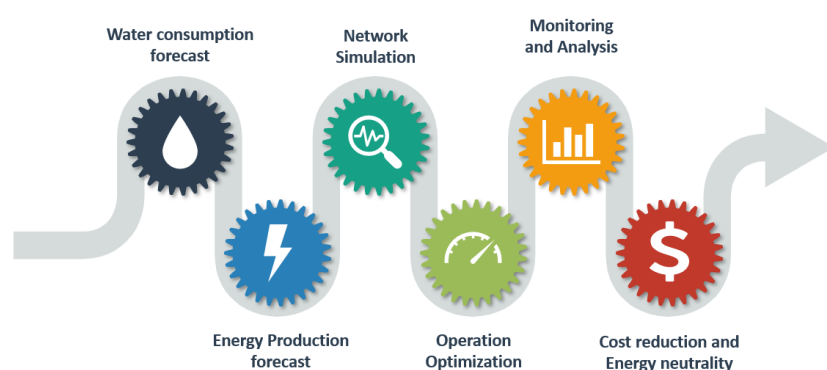 Water consumption
forecast
Energy Production
forecast
Network
Simulation
Operation
Optimization
Monitoring
and Analysis
$
Cost reduction and
Energy neutrality